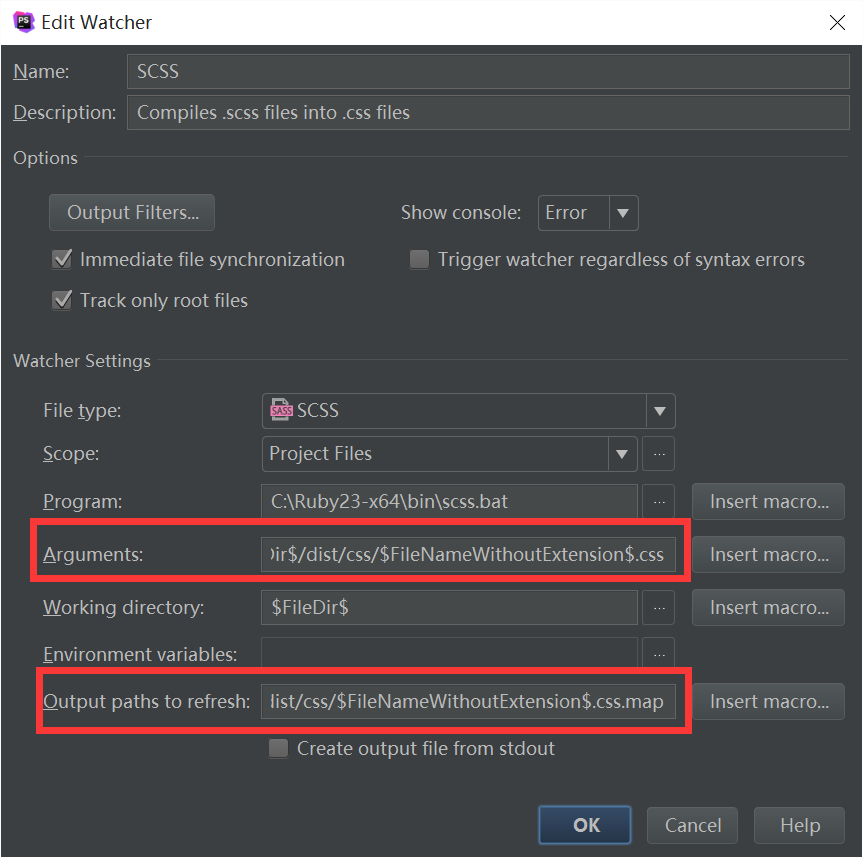 PS Edit Watcher
Name: SCSS
Description: Compiles .scss files into .css files
Options
Output Filters... Show console: Error
Immediate file synchronization Trigger watcher regardless of syntax errors
Track only root files
Watcher Settings
File type: SASS SCSS
Scope: Project Files ...
Program: C:\Ruby23-x64\bin\scss.bat ... Insert macro...
Arguments: Dir$/dist/css/$FileNameWithoutExtension$.css Insert macro...
Working directory: $FileDir$ ... Insert macro...
Environment variables: ...
Output paths to refresh: dist/css/$FileNameWithoutExtension$.css.map Insert macro...
Create output file from stdout
OK Cancel Help